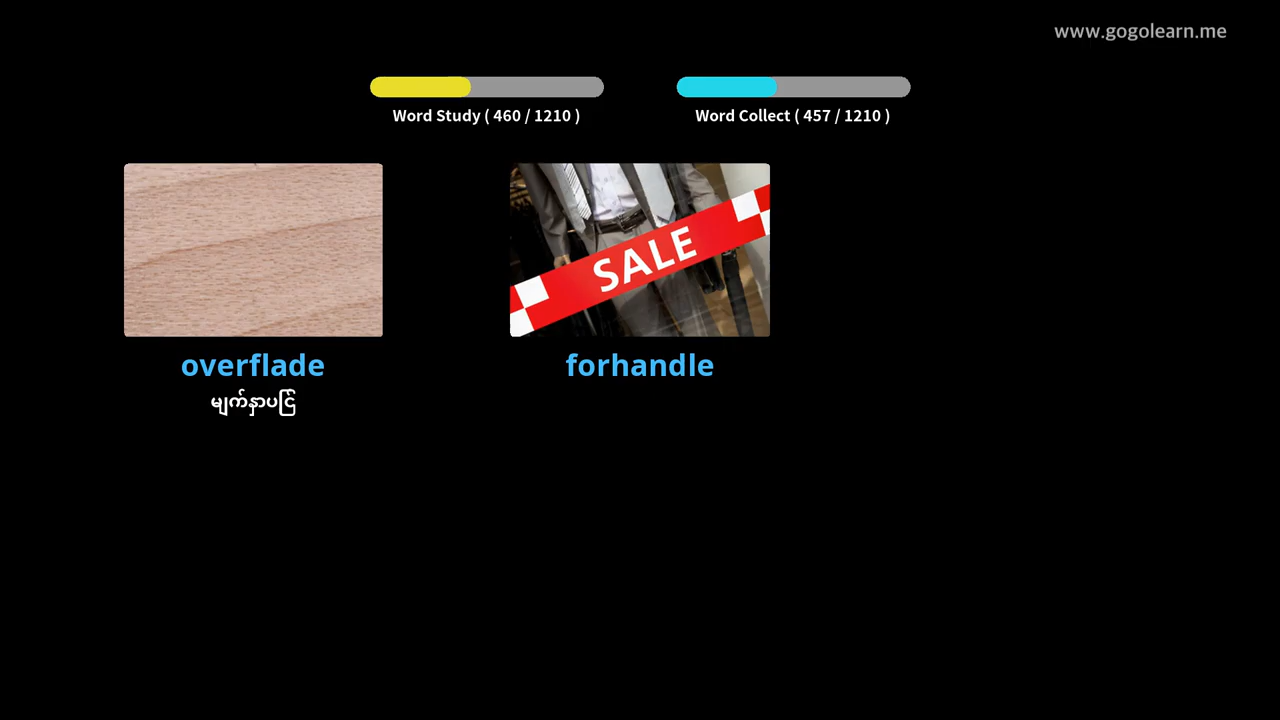 www.gogolearn.me
Word Study ( 460 / 1210 )
Word Collect ( 457 / 1210 )
SALE
overflade
forhandle
မျက်နှာပြင်